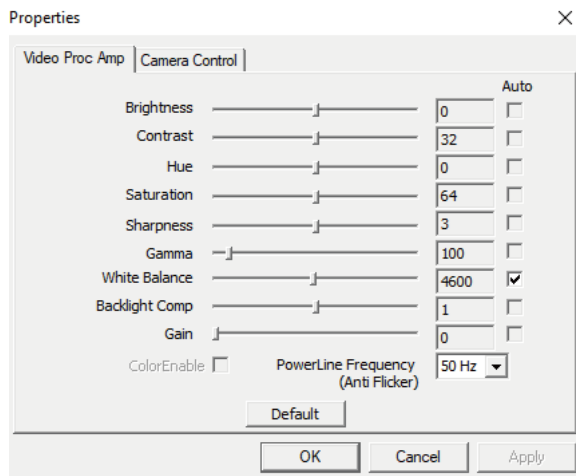 Properties
Video Proc Amp Camera Control
Auto
Brightness 0
Contrast 32
Hue 0
Saturation 64
Sharpness 3
Gamma 100
White Balance 4600
Backlight Comp 1
Gain 0
ColorEnable PowerLine Frequency 50 Hz
(Anti Flicker)
Default
OK Cancel Apply